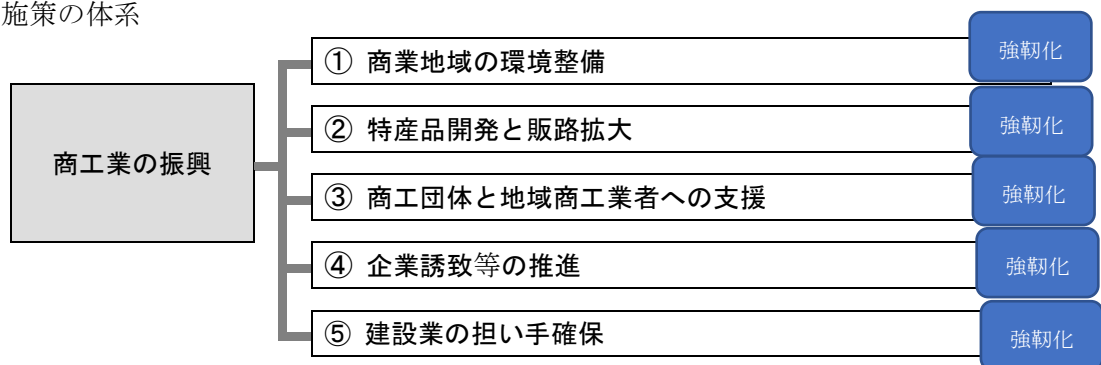 施策の体系
商工業の振興
① 商業地域の環境整備
強靭化
② 特産品開発と販路拡大
強靭化
③ 商工団体と地域商工業者への支援
強靭化
④ 企業誘致等の推進
強靭化
⑤ 建設業の担い手確保
強靭化